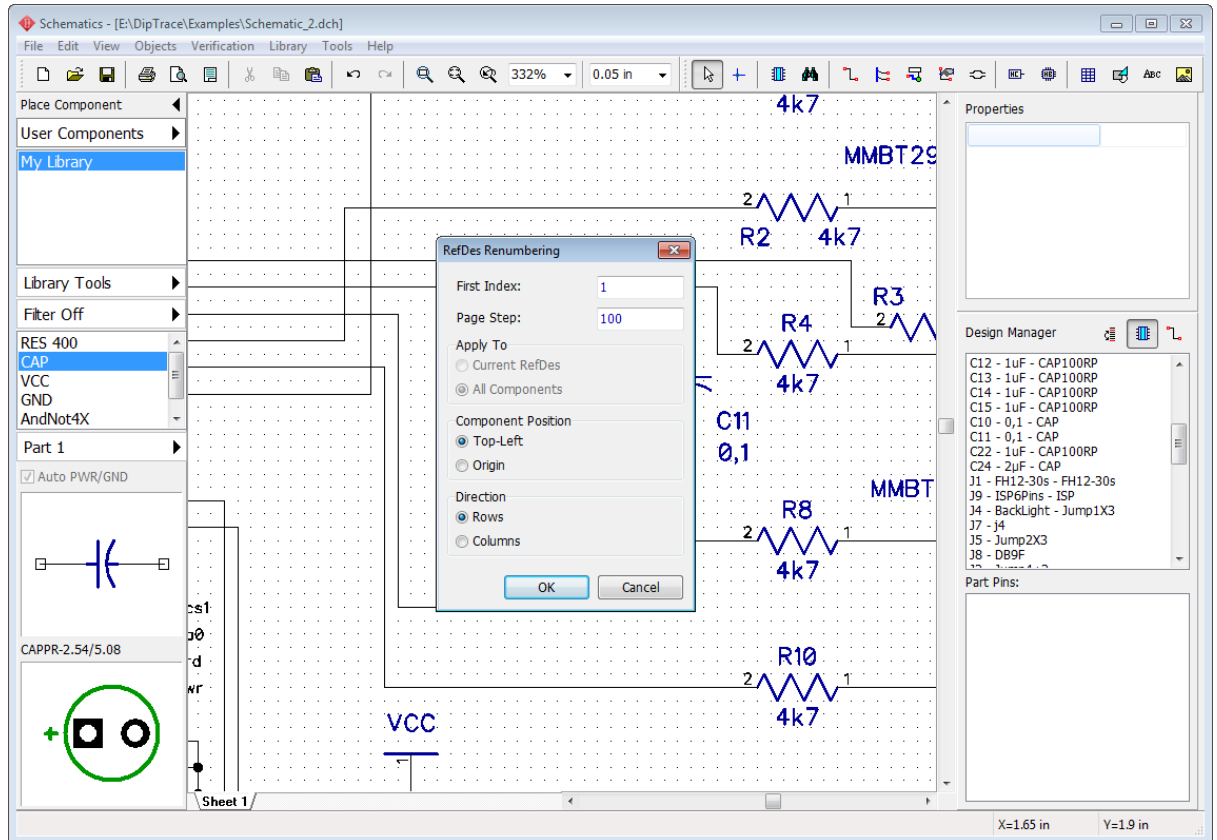 Schematics - [E:\DipTrace\Examples\Schematic_2.dch]
File Edit View Objects Verification Library Tools Help
332% 0.05 in ABC
Place Component
User Components
My Library
Library Tools
Filter Off
RES 400
CAP
VCC
GND
AndNot4X
Part 1
Auto PWR/GND
CAPPR-2.54/5.08
+
4k7
MMBT29
2 1
R2 4k7
R3
2
R4
2 1
4k7
C11
0,1
MMBT
R8
2 1
4k7
R10
2 1
4k7
VCC
1
cs1
Sheet 1
RefDes Renumbering
First Index: 1
Page Step: 100
Apply To
Current RefDes
All Components
Component Position
Top-Left
Origin
Direction
Rows
Columns
OK Cancel
Properties
Design Manager
C12 - 1uF - CAP100RP
C13 - 1uF - CAP100RP
C14 - 1uF - CAP100RP
C15 - 1uF - CAP100RP
C10 - 0,1 - CAP
C11 - 0,1 - CAP
C22 - 1uF - CAP100RP
C24 - 2µF - CAP
J1 - FH12-30s - FH12-30s
J9 - ISP6Pins - ISP
J4 - BackLight - Jump1X3
J7 - j4
J5 - Jump2X3
J8 - DB9F
Part Pins:
X=1.65 in Y=1.9 in